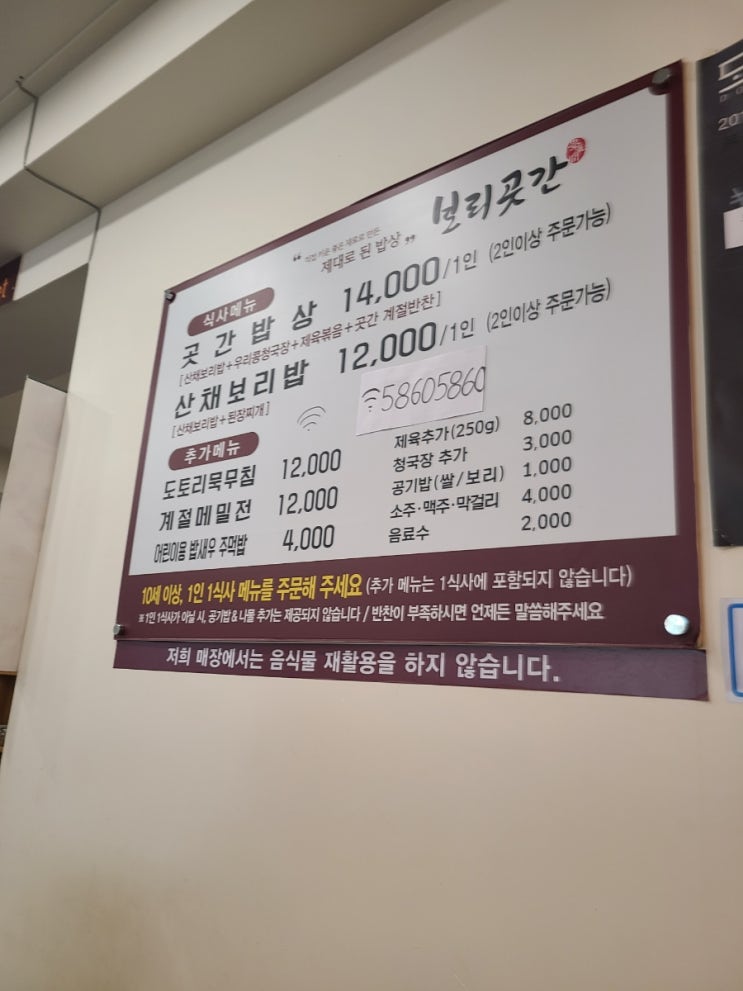 보리곳간
“ 직접 키운 좋은 재료로 만든
제대로 된 밥상 ”
식사메뉴
곳간밥상 14,000/1인 (2인이상 주문가능)
[산채보리밥+우리콩청국장+제육볶음+곳간 계절반찬]
산채보리밥 12,000/1인 (2인이상 주문가능)
[산채보리밥+된장찌개]
58605860
추가메뉴
도토리묵무침 12,000
계절메밀전 12,000
어린이용 밥새우 주먹밥 4,000
제육추가(250g) 8,000
청국장 추가 3,000
공기밥(쌀/보리) 1,000
소주·맥주·막걸리 4,000
음료수 2,000
10세 이상, 1인 1식사 메뉴를 주문해 주세요 (추가 메뉴는 1식사에 포함되지 않습니다)
※ 1인 1식사가 아닐 시, 공기밥&나물 추가는 제공되지 않습니다 / 반찬이 부족하시면 언제든 말씀해주세요
저희 매장에서는 음식물 재활용을 하지 않습니다.